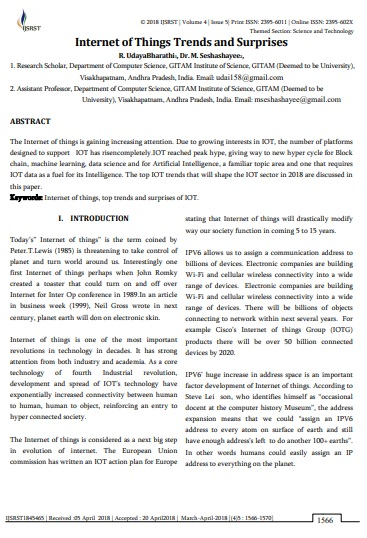 IJSRST
© 2018 IJSRST | Volume 4 | Issue 5| Print ISSN: 2395-6011 | Online ISSN: 2395-602X
Themed Section: Science and Technology
Internet of Things Trends and Surprises
R. UdayaBharathi1, Dr. M. Seshashayee2,
1. Research Scholar, Department of Computer Science, GITAM Institute of Science, GITAM (Deemed to be University),
Visakhapatnam, Andhra Pradesh, India. Email: udai158@gmail.com
2. Assistant Professor, Department of Computer Science, GITAM Institute of Science, GITAM (Deemed to be
University), Visakhapatnam, Andhra Pradesh, India. Email: mseshashayee@gmail.com
ABSTRACT
The Internet of Things is gaining increasing attention. Due to growing interests in IOT, the number of platforms
designed to support IOT has risencompletely.IOT reached peak hype, giving way to new hyper cycle for Block
chain, machine learning, data science and for Artificial Intelligence, a familiar topic area and one that requires
IOT data as a fuel for its Intelligence. The top IOT trends that will shape the IOT sector in 2018 are discussed in
this paper.
Keywords: Internet of things, top trends and surprises of IOT.
I. INTRODUCTION
Today's" Internet of things" is the term coined by
Peter.T.Lewis (1985) is threatening to take control of
planet and turn world around us. Interestingly one
first Internet of things perhaps when John Romsky
created a toaster that could turn on and off over
Internet for Inter Op conference in 1989.In an article
in business week (1999), Neil Gross wrote in next
century, planet earth will don on electronic skin.
Internet of things is one of the most important
revolutions in technology in decades. It has strong
attention from both industry and academia. As a core
technology of fourth Industrial revolution,
development and spread of IOT's technology have
exponentially increased connectivity between human
to human, human to object, reinforcing an entry to
hyper connected society.
The Internet of things is considered as a next big step
in evolution of internet. The European Union
commission has written an IOT action plan for Europe
stating that Internet of things will drastically modify
way our society function in coming 5 to 15 years.
IPV6 allows us to assign a communication address to
billions of devices. Electronic companies are building
Wi-Fi and cellular wireless connectivity into a wide
range of devices. Electronic companies are building
Wi-Fi and cellular wireless connectivity into a wide
range of devices. There will be billions of objects
connecting to network within next several years. For
example Cisco's Internet of things Group (IOTG)
products there will be over 50 billion connected
devices by 2020.
IPV6' huge increase in address space is an important
factor development of Internet of things. According to
Steve Lei son, who identifies himself as "occasional
docent at the computer history Museum", the address
expansion means that we could "assign an IPV6
address to every atom on surface of earth and still
have enough address's left to do another 100+ earths".
In other words humans could easily assign an IP
address to everything on the planet.
IJSRST1845465 | Received :05 April 2018 | Accepted : 20 April2018 | March-April-2018 [(4)5 : 1566-1570]
1566